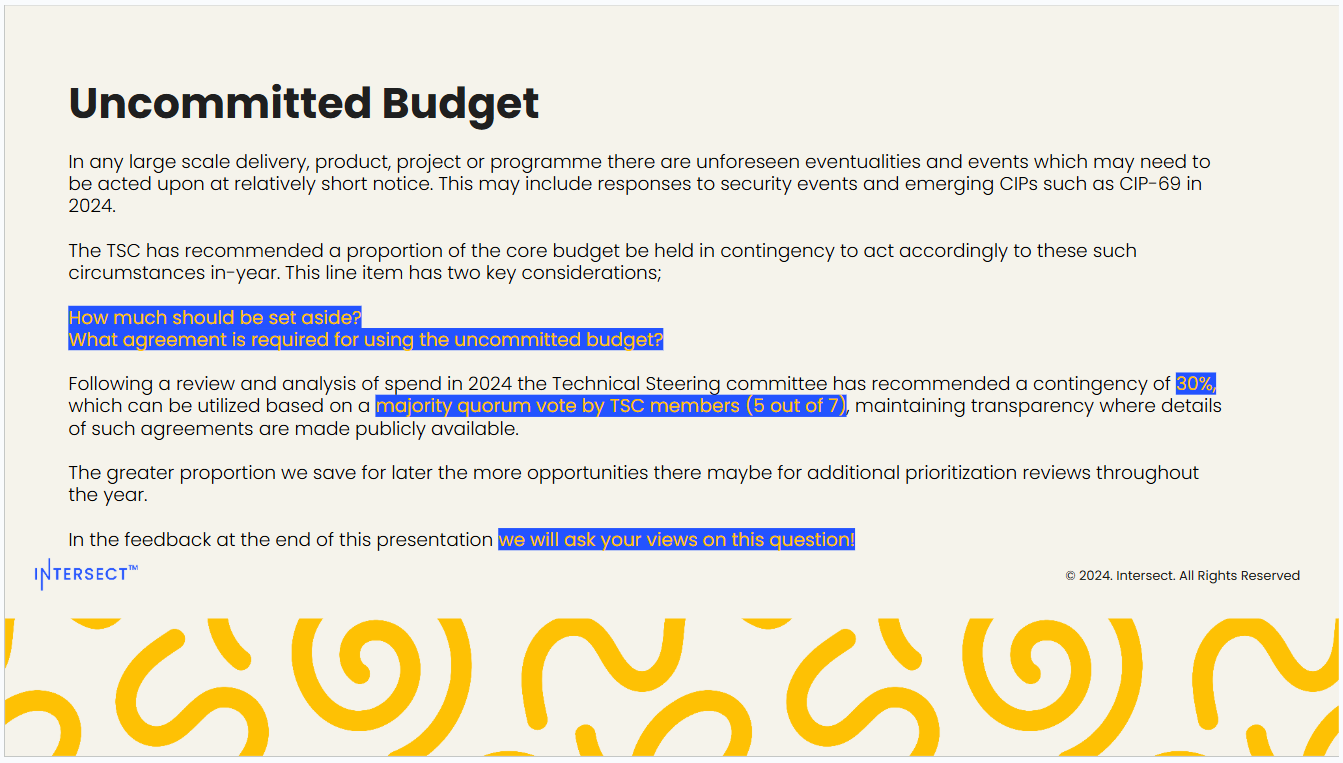 Uncommitted Budget
In any large scale delivery, product, project or programme there are unforeseen eventualities and events which may need to
be acted upon at relatively short notice. This may include responses to security events and emerging CIPs such as CIP-69 in
2024.
The TSC has recommended a proportion of the core budget be held in contingency to act accordingly to these such
circumstances in-year. This line item has two key considerations;
How much should be set aside?
What agreement is required for using the uncommitted budget?
Following a review and analysis of spend in 2024 the Technical Steering committee has recommended a contingency of 30%,
which can be utilized based on a majority quorum vote by TSC members (5 out of 7), maintaining transparency where details
of such agreements are made publicly available.
The greater proportion we save for later the more opportunities there maybe for additional prioritization reviews throughout
the year.
In the feedback at the end of this presentation we will ask your views on this question!
INTERSECT™
© 2024. Intersect. All Rights Reserved